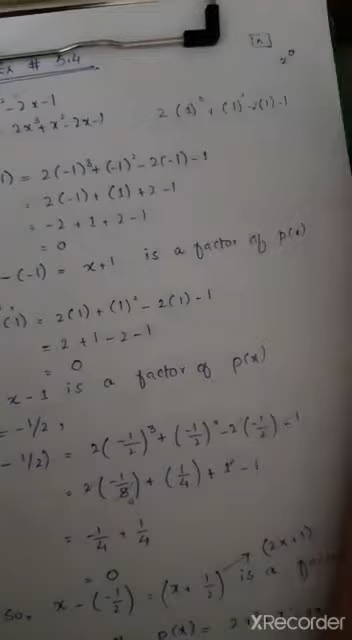 Ex # 5.4
x°
² - 2x - 1
= 2x³ + x² - 2x - 1
2(1)³ + (1)² - 2(1) - 1
1) = 2(-1)³ + (-1)² - 2(-1) - 1
= 2(-1) + (1) + 2 - 1
= -2 + 1 + 2 - 1
= 0
-(-1) = x+1 is a factor of p(x)
(1) = 2(1) + (1)² - 2(1) - 1
= 2 + 1 - 2 - 1
= 0
x - 1 is a factor of p(x)
= -1/2,
- 1/2) = 2(-1/2)³ + (-1/2)² - 2(-1/2) - 1
= 2(-1/8) + (1/4) + 1 - 1
= -1/4 + 1/4
= 0
(2x+1)
So, x - (-1/2) = (x + 1/2) is a factor
p(x) =
XRecorder